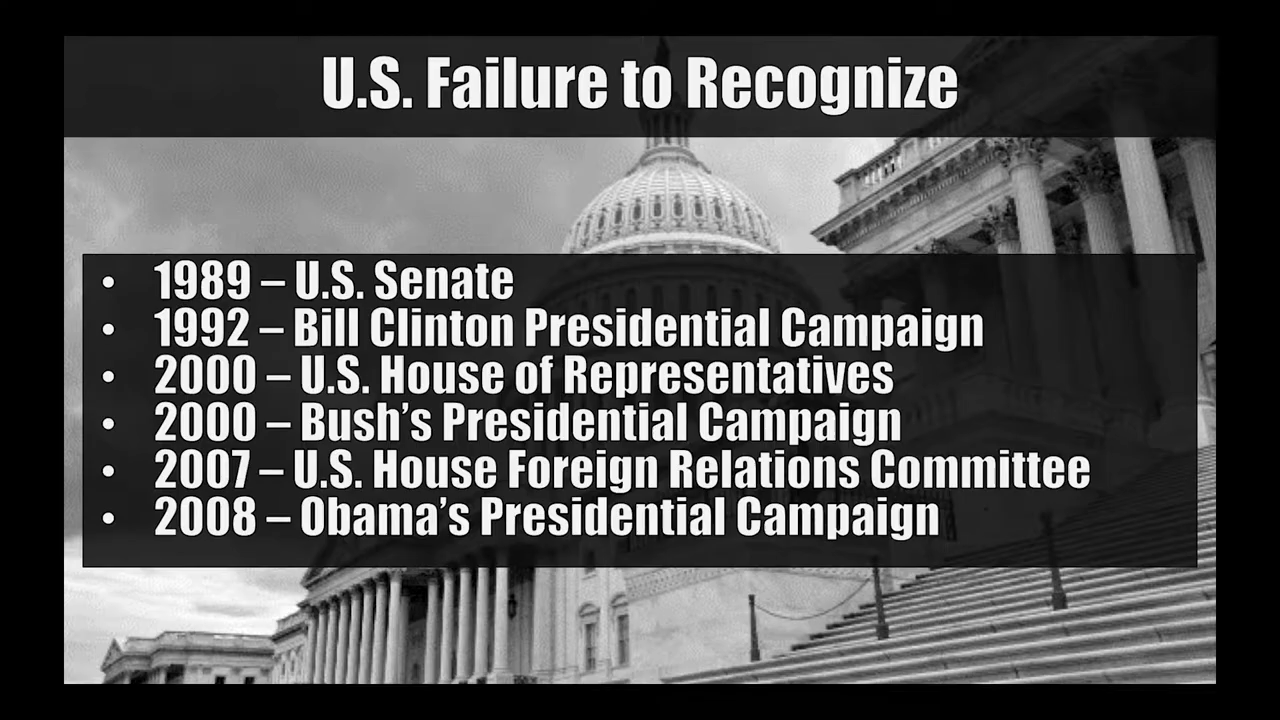 U.S. Failure to Recognize
• 1989 – U.S. Senate
• 1992 – Bill Clinton Presidential Campaign
• 2000 – U.S. House of Representatives
• 2000 – Bush’s Presidential Campaign
• 2007 – U.S. House Foreign Relations Committee
• 2008 – Obama’s Presidential Campaign